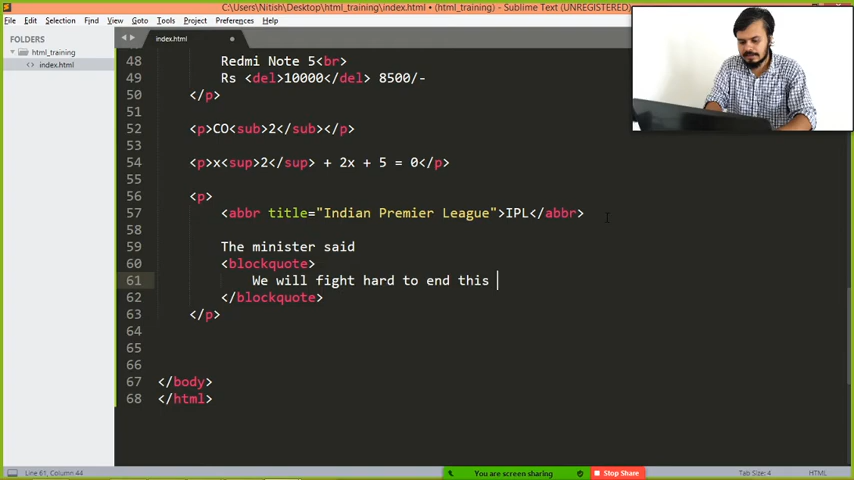 C:\Users\Nitish\Desktop\html_training\index.html • (html_training) - Sublime Text (UNREGISTERED)
File Edit Selection Find View Goto Tools Project Preferences Help
FOLDERS
html_training
<> index.html
index.html
48 Redmi Note 5<br>
49 Rs <del>10000</del> 8500/-
50 </p>
51
52 <p>CO<sub>2</sub></p>
53
54 <p>x<sup>2</sup> + 2x + 5 = 0</p>
55
56 <p>
57 <abbr title="Indian Premier League">IPL</abbr>
58
59 The minister said
60 <blockquote>
61 We will fight hard to end this
62 </blockquote>
63 </p>
64
65
66
67 </body>
68 </html>
Line 61, Column 44
You are screen sharing
Stop Share
Tab Size: 4
HTML